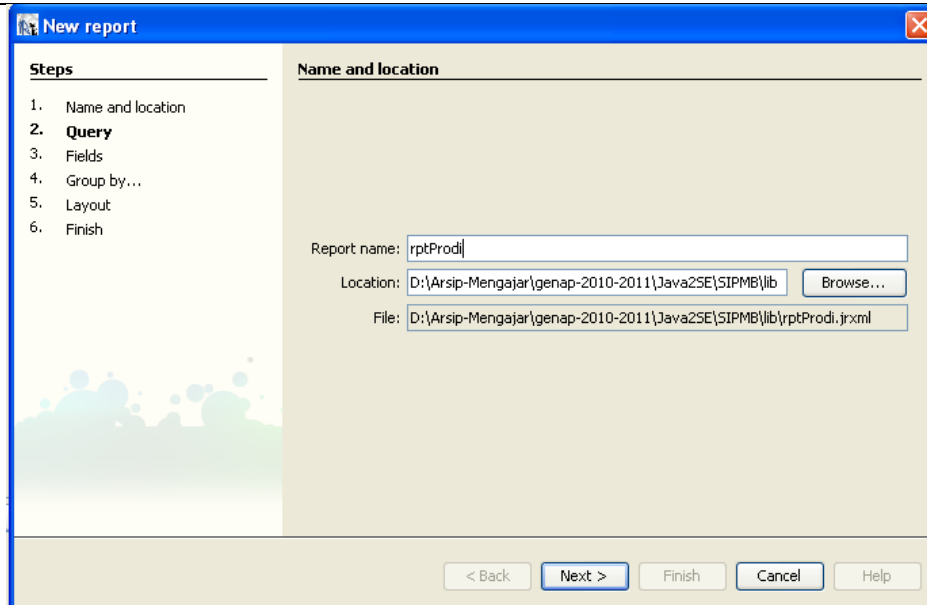 New report
Steps
1. Name and location
2. Query
3. Fields
4. Group by...
5. Layout
6. Finish
Name and location
Report name: rptProdi
Location: D:\Arsip-Mengajar\genap-2010-2011\Java2SE\SIPMB\lib Browse...
File: D:\Arsip-Mengajar\genap-2010-2011\Java2SE\SIPMB\lib\rptProdi.jrxml
< Back Next > Finish Cancel Help